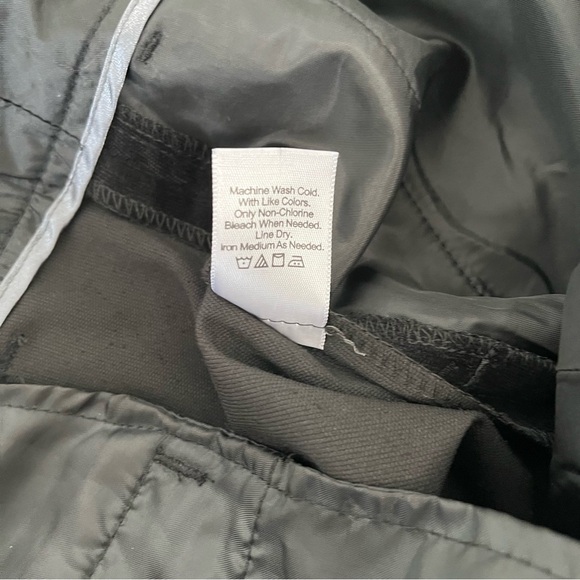 Machine Wash Cold.
With Like Colors.
Only Non-Chlorine
Bleach When Needed.
Line Dry.
Iron Medium As Needed.